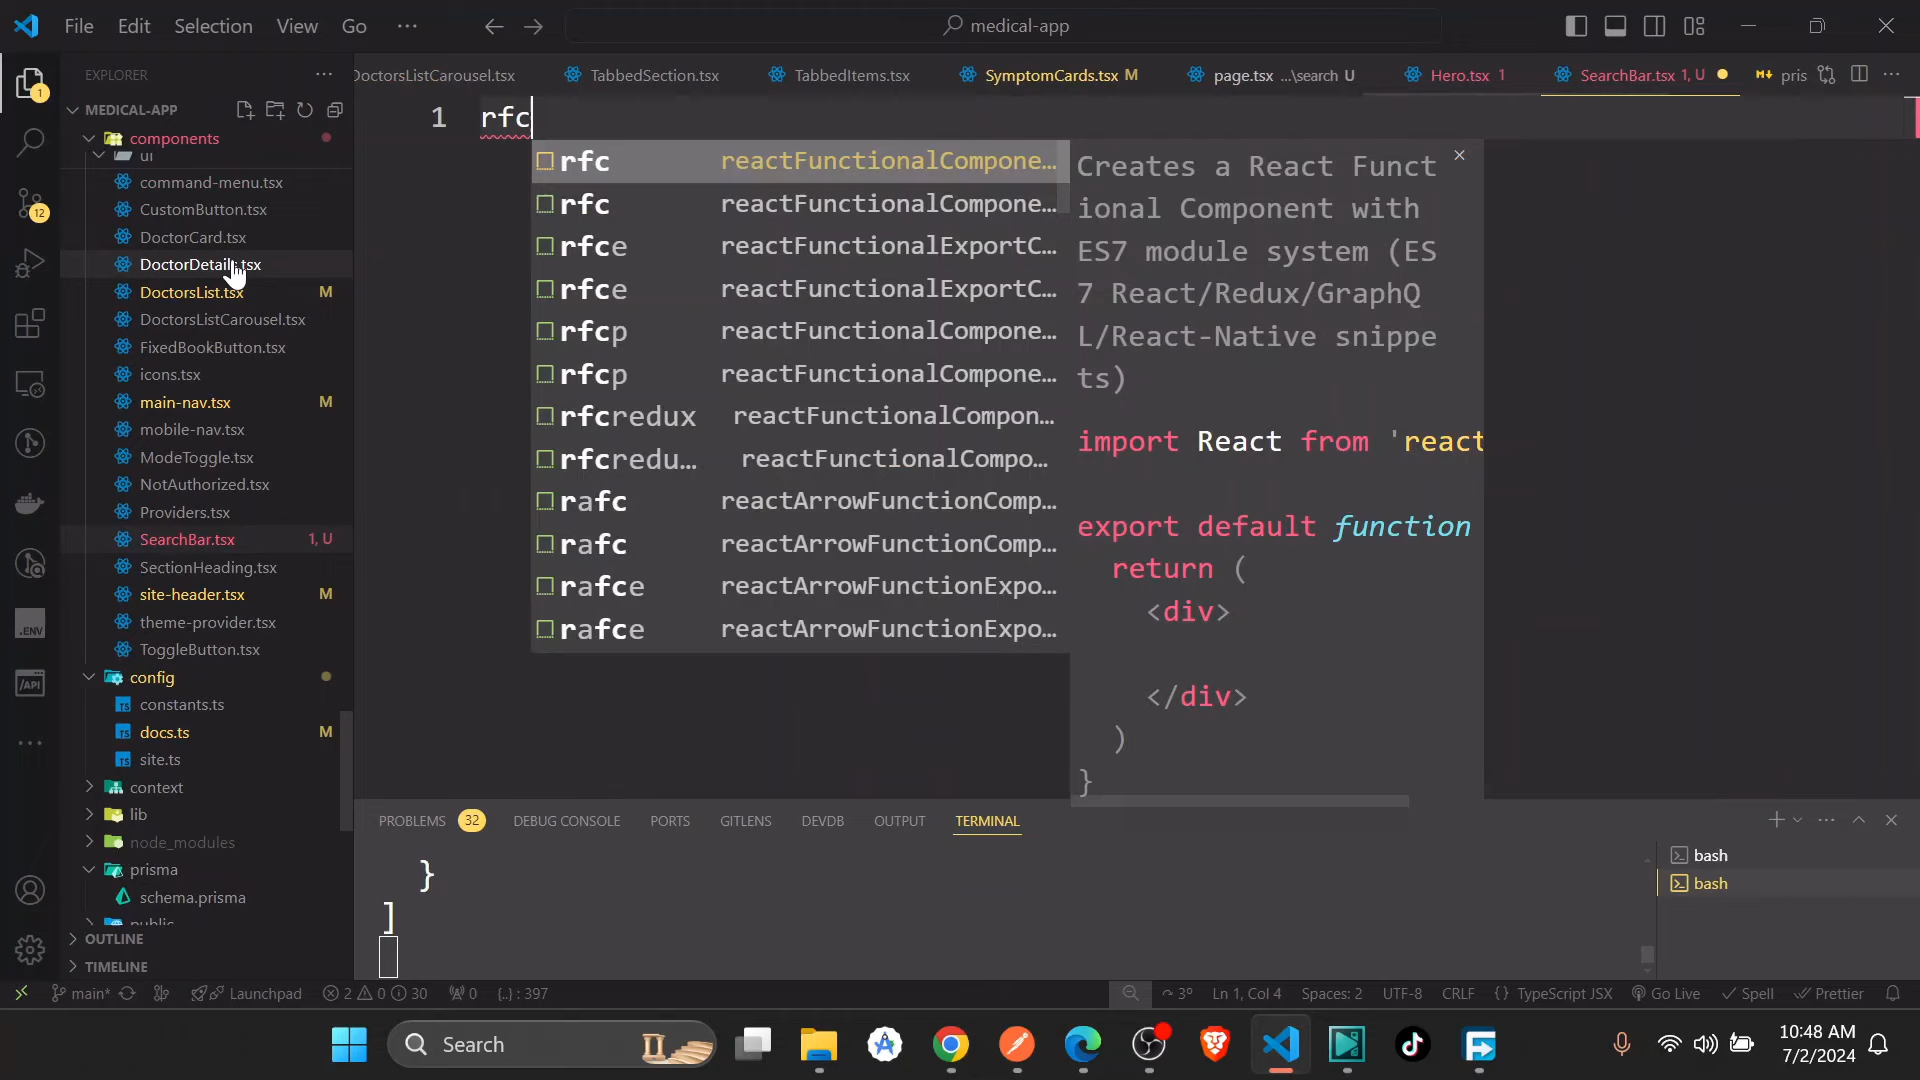 File Edit Selection View Go ···
medical-app
EXPLORER
DoctorsListCarousel.tsx TabbedSection.tsx TabbedItems.tsx SymptomCards.tsx M page.tsx ...\search U Hero.tsx 1 SearchBar.tsx 1, U pris
MEDICAL-APP
components
ui
command-menu.tsx
CustomButton.tsx
DoctorCard.tsx
DoctorsList.tsx M
DoctorsListCarousel.tsx
FixedBookButton.tsx
icons.tsx
main-nav.tsx M
mobile-nav.tsx
ModeToggle.tsx
NotAuthorized.tsx
Providers.tsx
SearchBar.tsx 1, U
SectionHeading.tsx
site-header.tsx M
theme-provider.tsx
ToggleButton.tsx
config
constants.ts
docs.ts M
site.ts
context
lib
node_modules
prisma
schema.prisma
public
OUTLINE
TIMELINE
1 rfc
rfc reactFunctionalCompone...
rfc reactFunctionalCompone...
rfce reactFunctionalExportC...
rfce reactFunctionalExportC...
rfcp reactFunctionalCompone...
rfcp reactFunctionalCompone...
rfcredux reactFunctionalCompon...
rfcredu... reactFunctionalCompo...
rafc reactArrowFunctionComp...
rafc reactArrowFunctionComp...
rafce reactArrowFunctionExpo...
rafce reactArrowFunctionExpo...
Creates a React Funct
ional Component with
ES7 module system (ES
7 React/Redux/GraphQ
L/React-Native snippe
ts)
import React from 'react
export default function
return (
<div>
</div>
)
}
PROBLEMS 32 DEBUG CONSOLE PORTS GITLENS DEVDB OUTPUT TERMINAL
}
]
bash
bash
main* Launchpad 2 0 30 0 {..} : 397 3° Ln 1, Col 4 Spaces: 2 UTF-8 CRLF {} TypeScript JSX Go Live Spell Prettier
Search
10:48 AM
7/2/2024